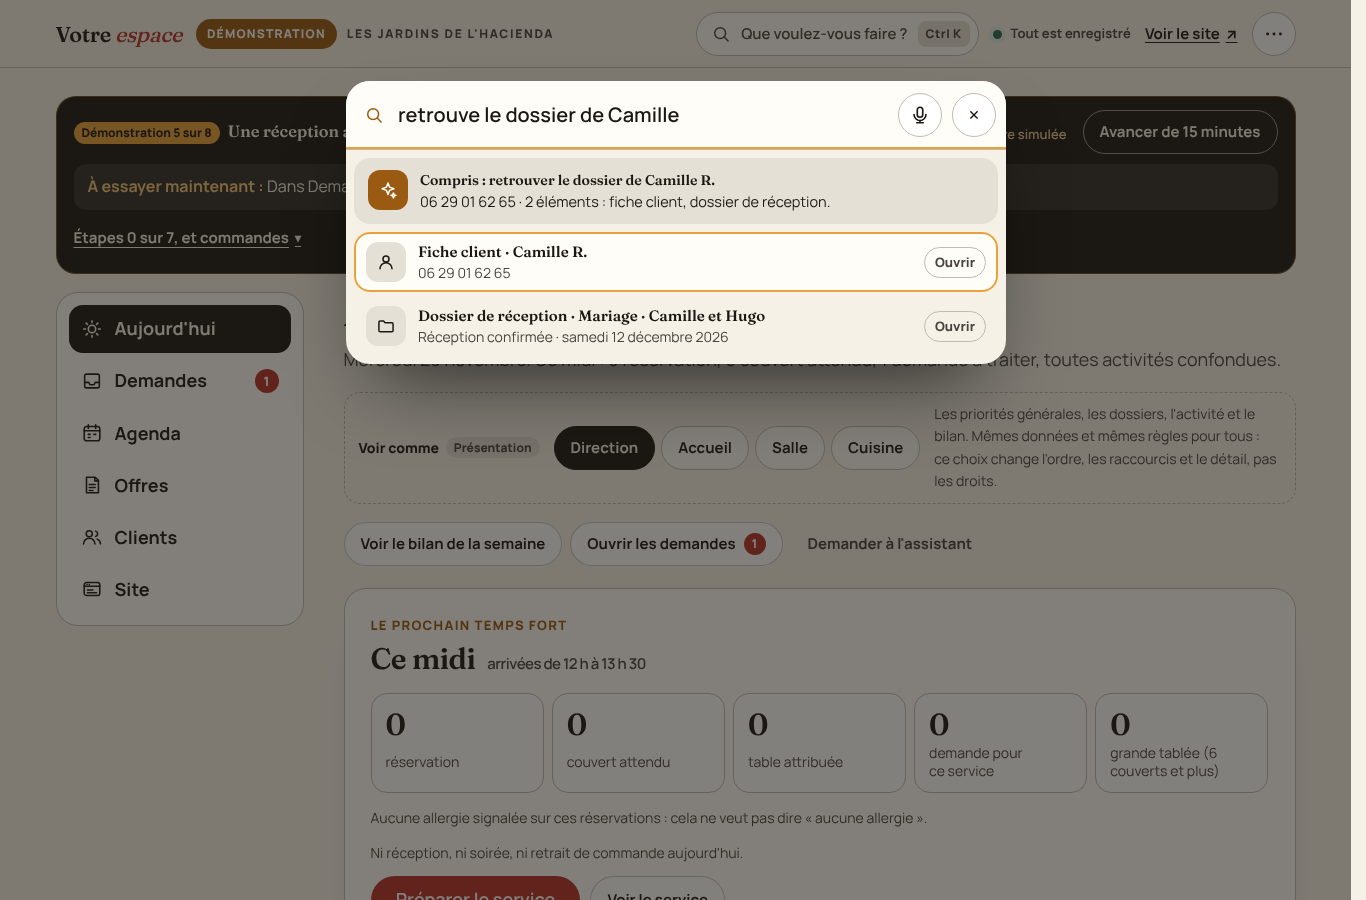 Votre espace
DÉMONSTRATION
LES JARDINS DE L'HACIENDA
Que voulez-vous faire ?
Ctrl K
Tout est enregistré
Voir le site ↗
retrouve le dossier de Camille
Démonstration 5 sur 8
Une réception
re simulée
Avancer de 15 minutes
À essayer maintenant : Dans
Étapes 0 sur 7, et commandes ▾
Compris : retrouver le dossier de Camille R.
06 29 01 62 65 · 2 éléments : fiche client, dossier de réception.
Fiche client · Camille R.
06 29 01 62 65
Ouvrir
Dossier de réception · Mariage · Camille et Hugo
Réception confirmée · samedi 12 décembre 2026
Ouvrir
Aujourd'hui
Demandes
1
Agenda
Offres
Clients
Site
traiter, toutes activités confondues.
Voir comme
Présentation
Direction
Accueil
Salle
Cuisine
Les priorités générales, les dossiers, l'activité et le
bilan. Mêmes données et mêmes règles pour tous :
ce choix change l'ordre, les raccourcis et le détail, pas
les droits.
Voir le bilan de la semaine
Ouvrir les demandes
1
Demander à l'assistant
LE PROCHAIN TEMPS FORT
Ce midi
arrivées de 12 h à 13 h 30
0
réservation
0
couvert attendu
0
table attribuée
0
demande pour
ce service
0
grande tablée (6
couverts et plus)
Aucune allergie signalée sur ces réservations : cela ne veut pas dire « aucune allergie ».
Ni réception, ni soirée, ni retrait de commande aujourd'hui.
Préparer le service
Voir le service